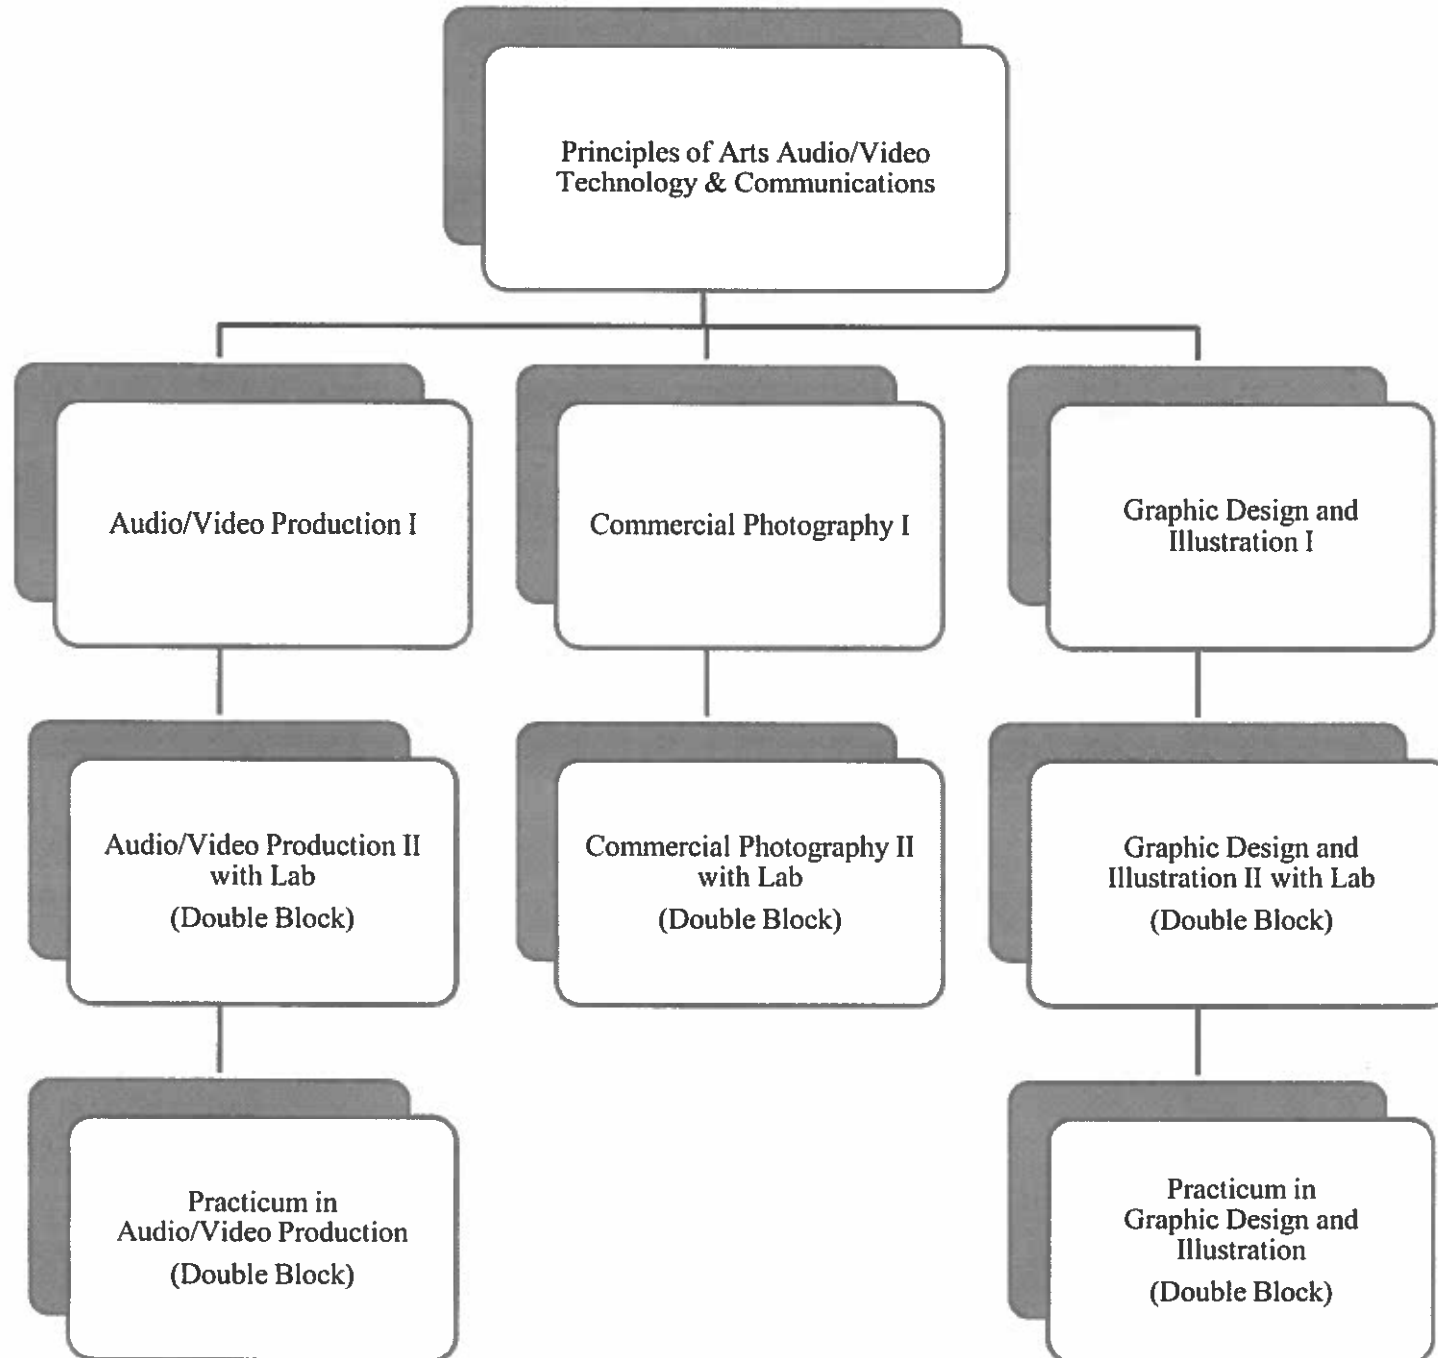 Principles of Arts Audio/Video
Technology & Communications
Audio/Video Production I
Commercial Photography I
Graphic Design and
Illustration I
Audio/Video Production II
with Lab
(Double Block)
Commercial Photography II
with Lab
(Double Block)
Graphic Design and
Illustration II with Lab
(Double Block)
Practicum in
Audio/Video Production
(Double Block)
Practicum in
Graphic Design and
Illustration
(Double Block)